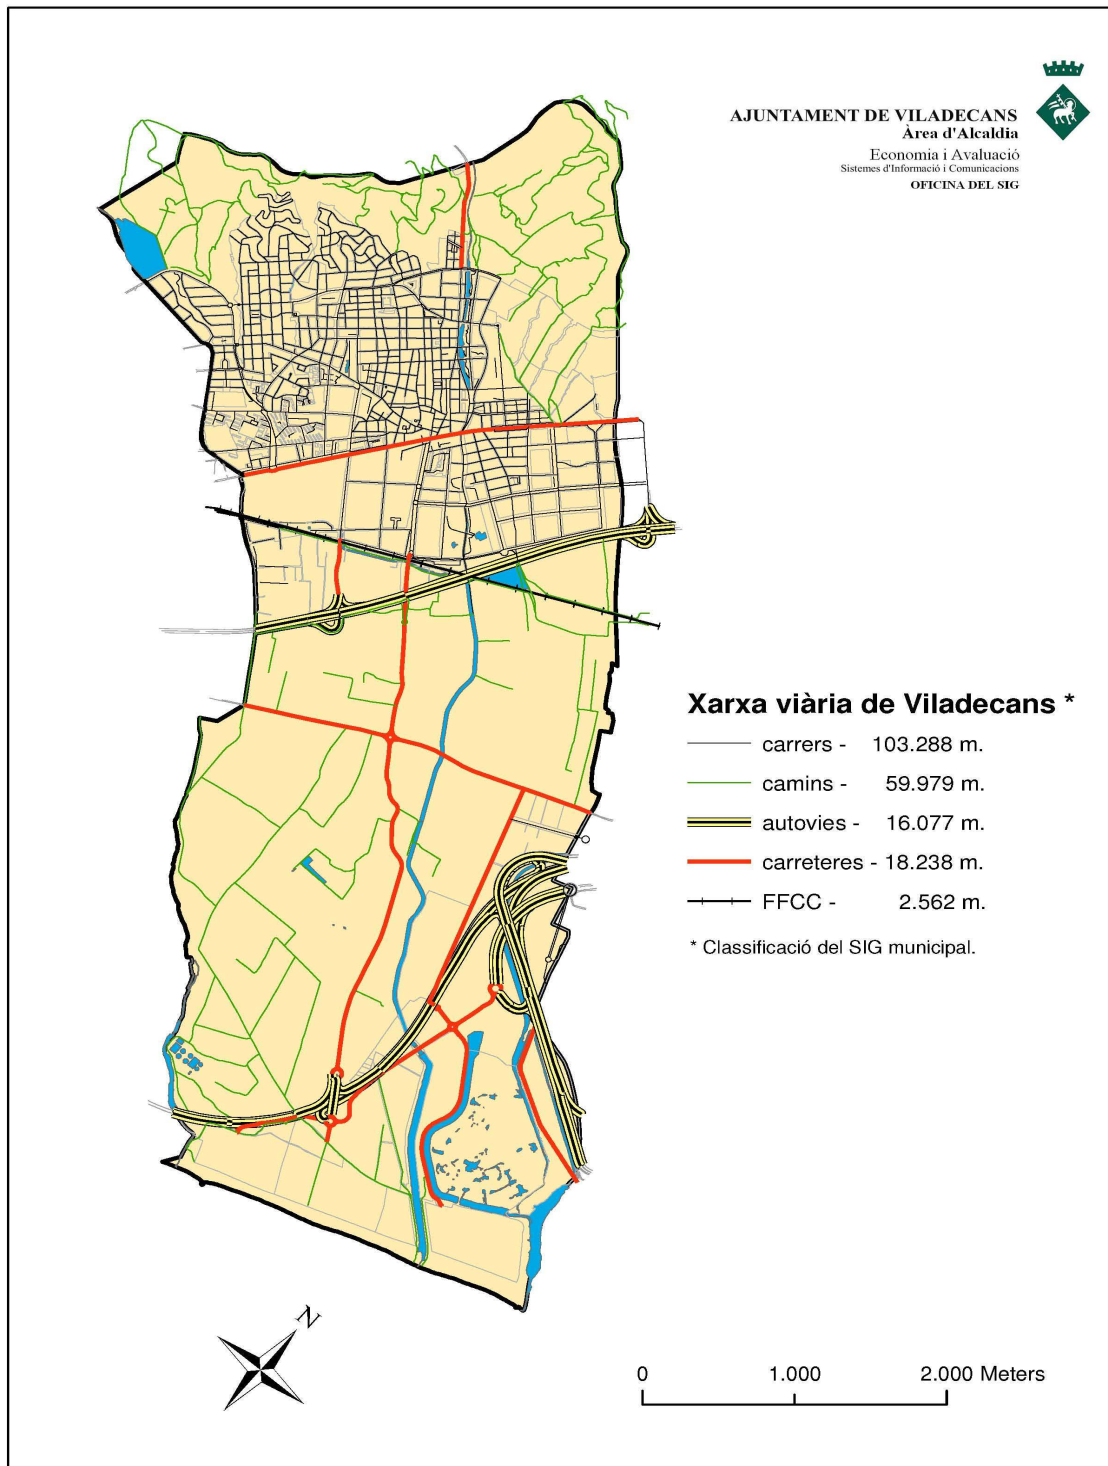 AJUNTAMENT DE VILADECANS
Àrea d'Alcaldia
Economia i Avaluació
Sistemes d'Informació i Comunicacions
OFICINA DEL SIG
Xarxa viària de Viladecans *
carrers - 103.288 m.
camins - 59.979 m.
autovies - 16.077 m.
carreteres - 18.238 m.
FFCC - 2.562 m.
* Classificació del SIG municipal.
N
0 1.000 2.000 Meters